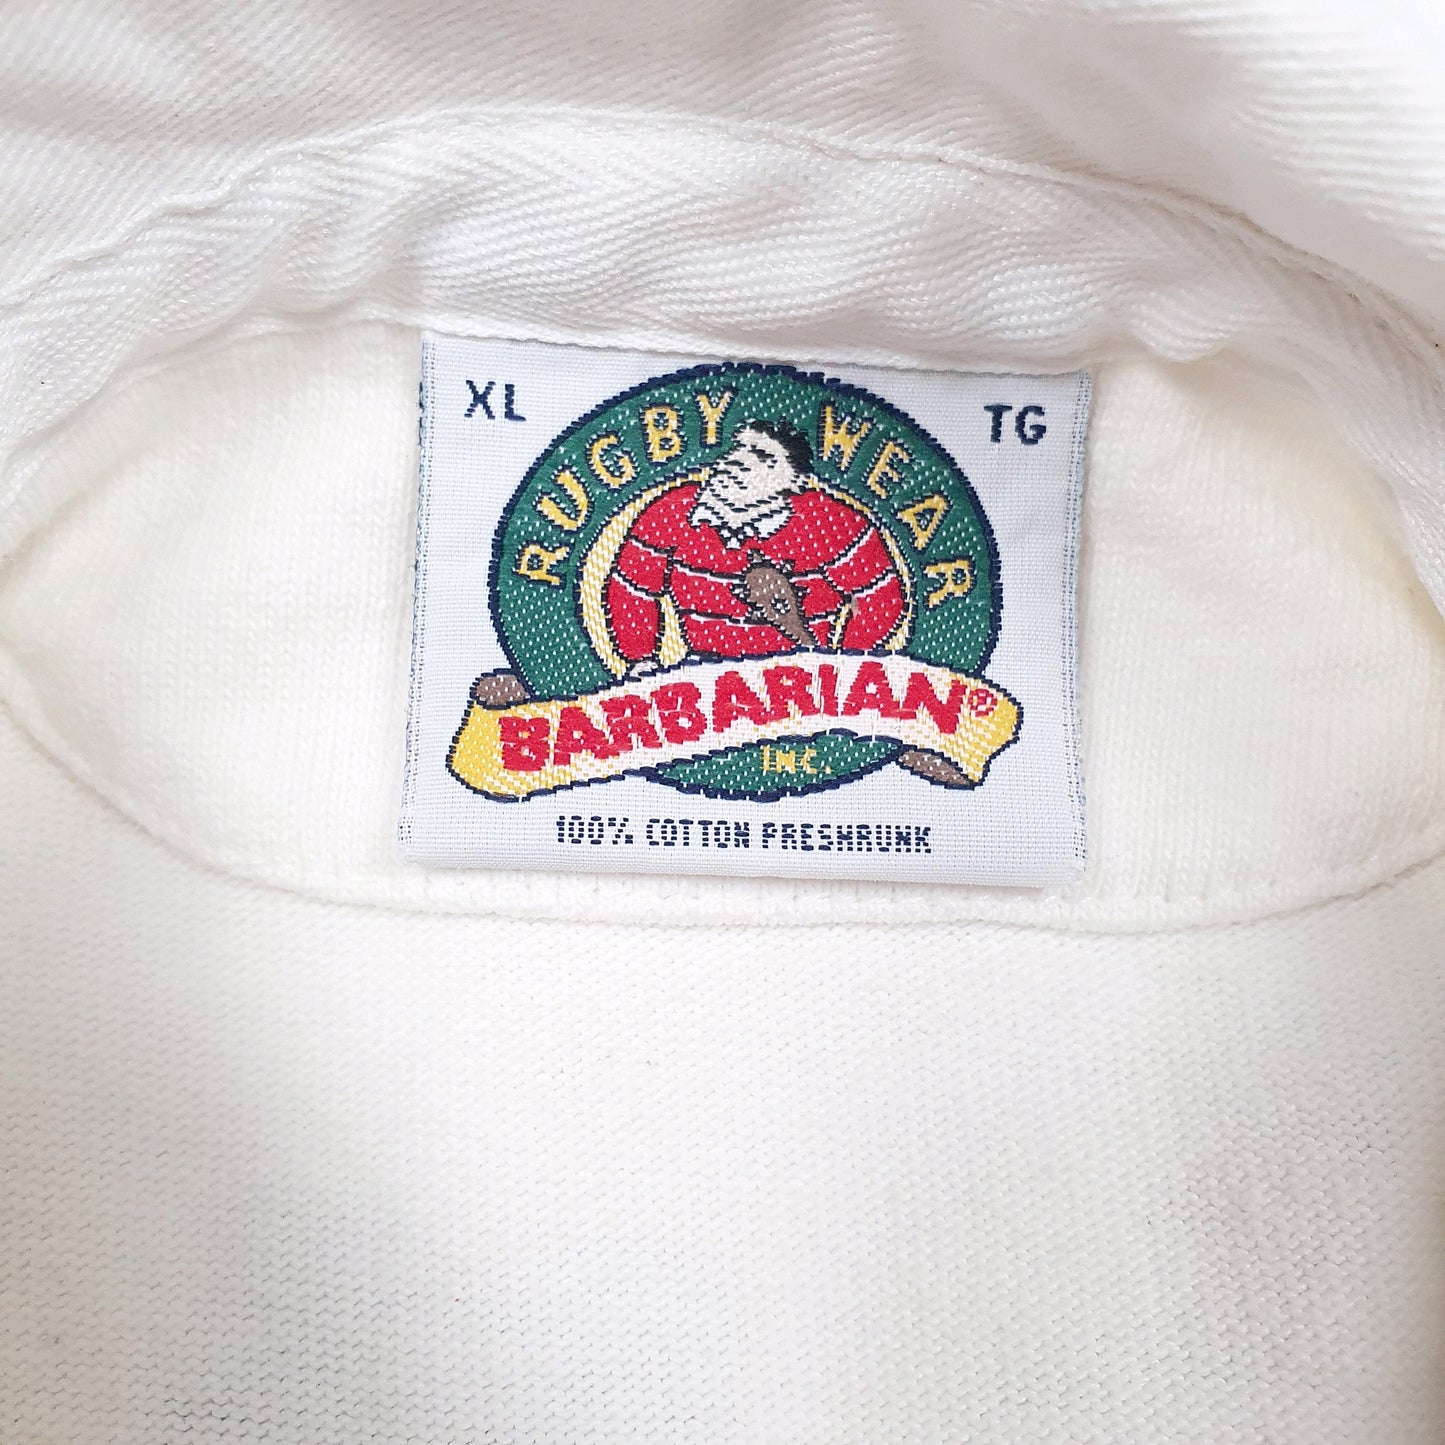 XL TG
RUGBY WEAR
BARBARIAN®
INC.
100% COTTON PRESHRUNK